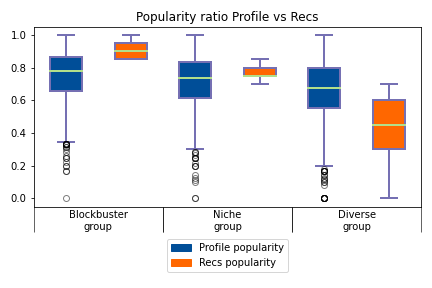 Popularity ratio Profile vs Recs
1.0
0.8
0.6
0.4
0.2
0.0
Blockbuster
group
Niche
group
Diverse
group
Profile popularity
Recs popularity